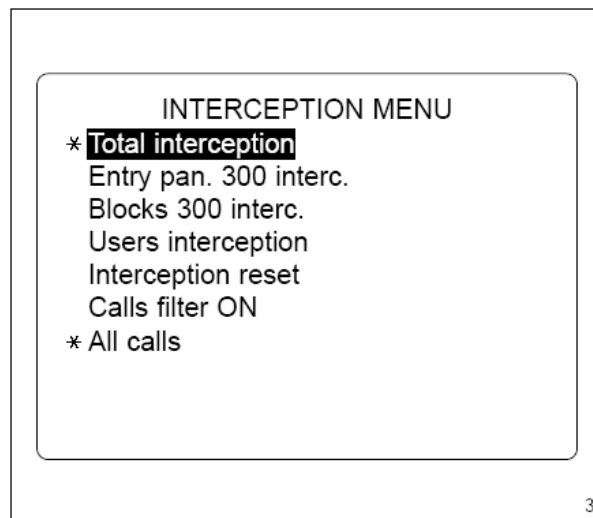 INTERCEPTION MENU
* Total interception
Entry pan. 300 interc.
Blocks 300 interc.
Users interception
Interception reset
Calls filter ON
* All calls
3